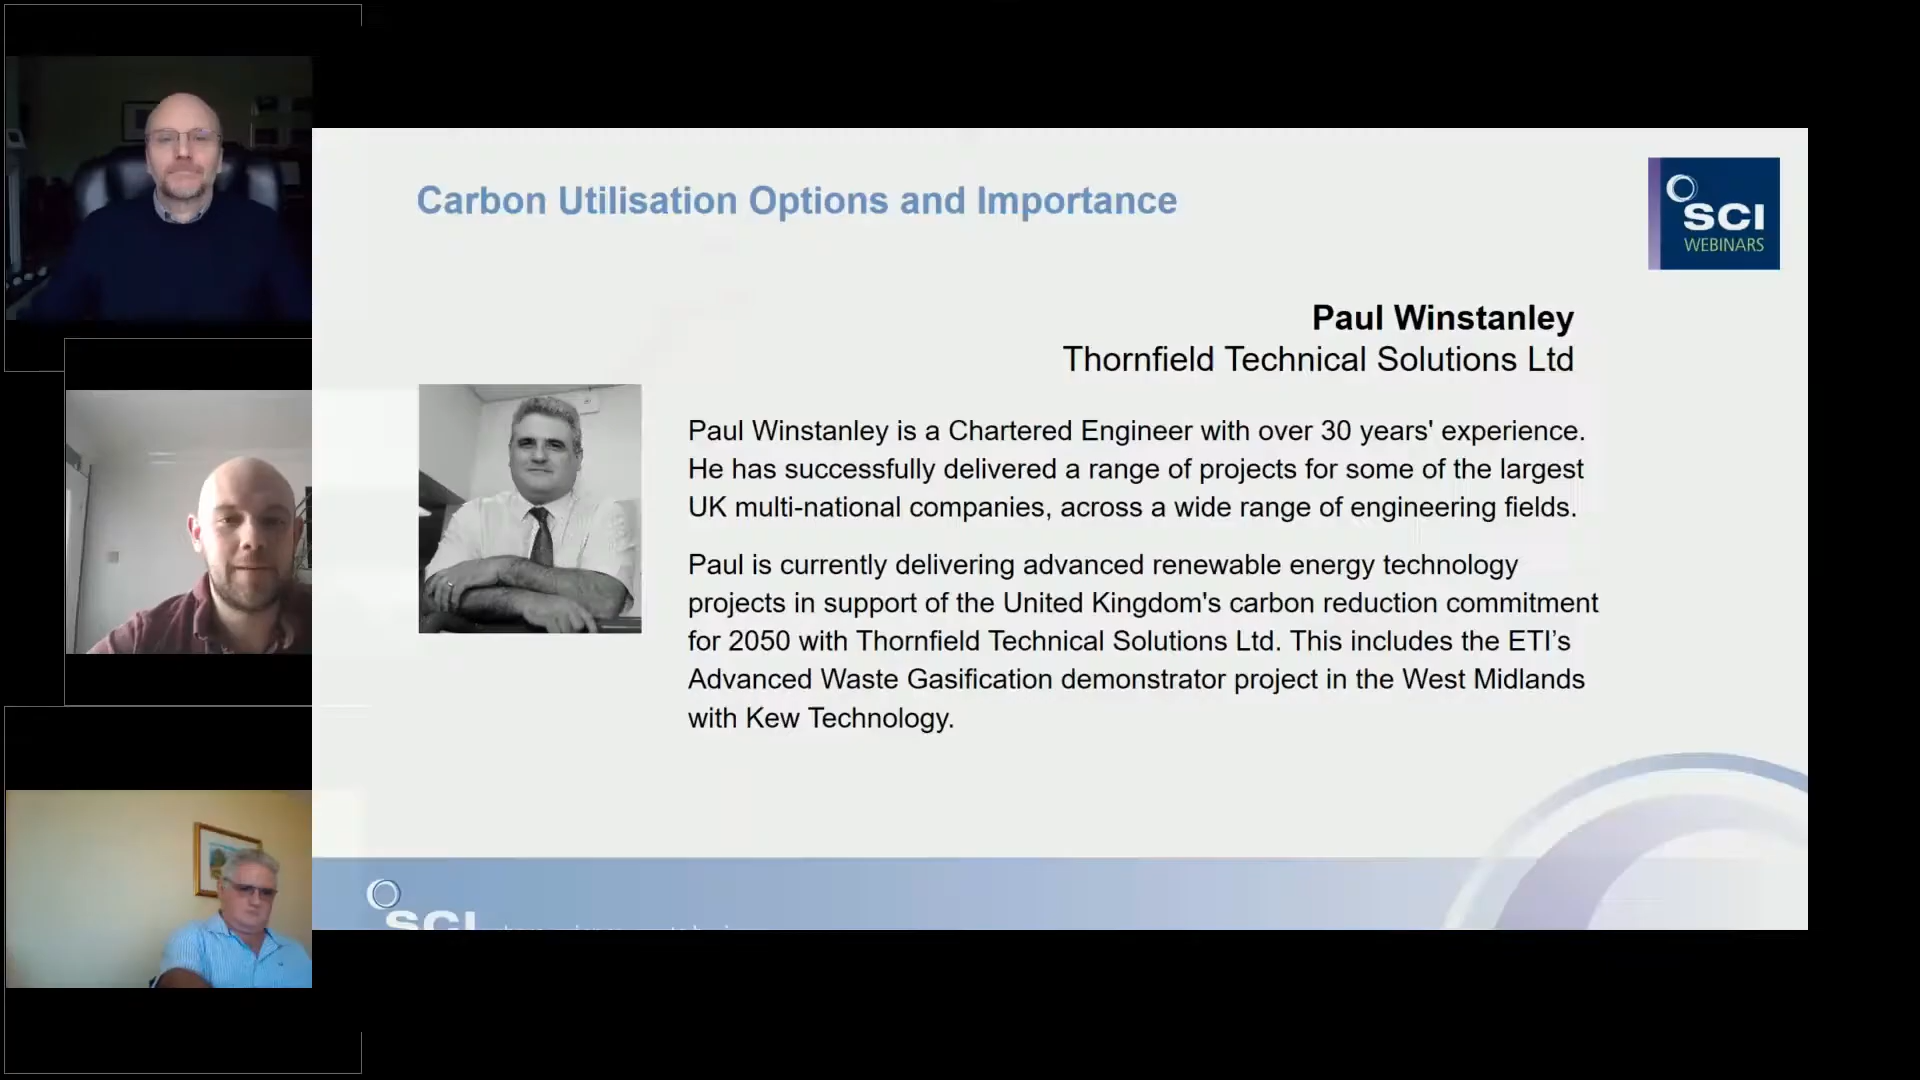 Carbon Utilisation Options and Importance
SCI
WEBINARS
Paul Winstanley
Thornfield Technical Solutions Ltd
Paul Winstanley is a Chartered Engineer with over 30 years' experience.
He has successfully delivered a range of projects for some of the largest
UK multi-national companies, across a wide range of engineering fields.
Paul is currently delivering advanced renewable energy technology
projects in support of the United Kingdom's carbon reduction commitment
for 2050 with Thornfield Technical Solutions Ltd. This includes the ETI’s
Advanced Waste Gasification demonstrator project in the West Midlands
with Kew Technology.
SCI